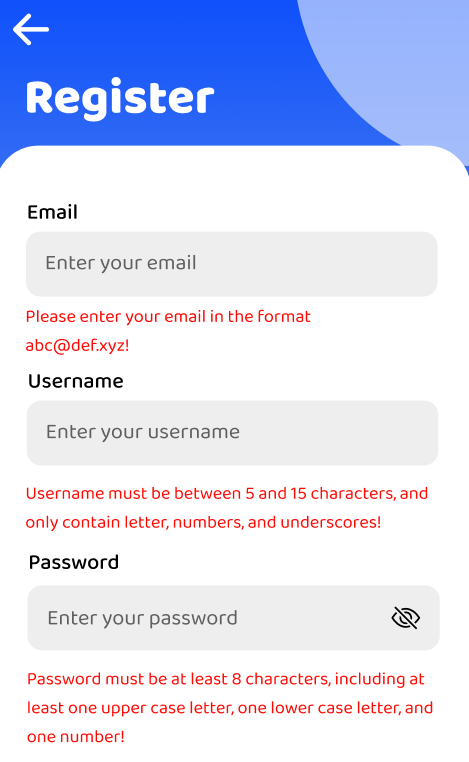 Register
Email
Enter your email
Please enter your email in the format
abc@def.xyz!
Username
Enter your username
Username must be between 5 and 15 characters, and
only contain letter, numbers, and underscores!
Password
Enter your password
Password must be at least 8 characters, including at
least one upper case letter, one lower case letter, and
one number!